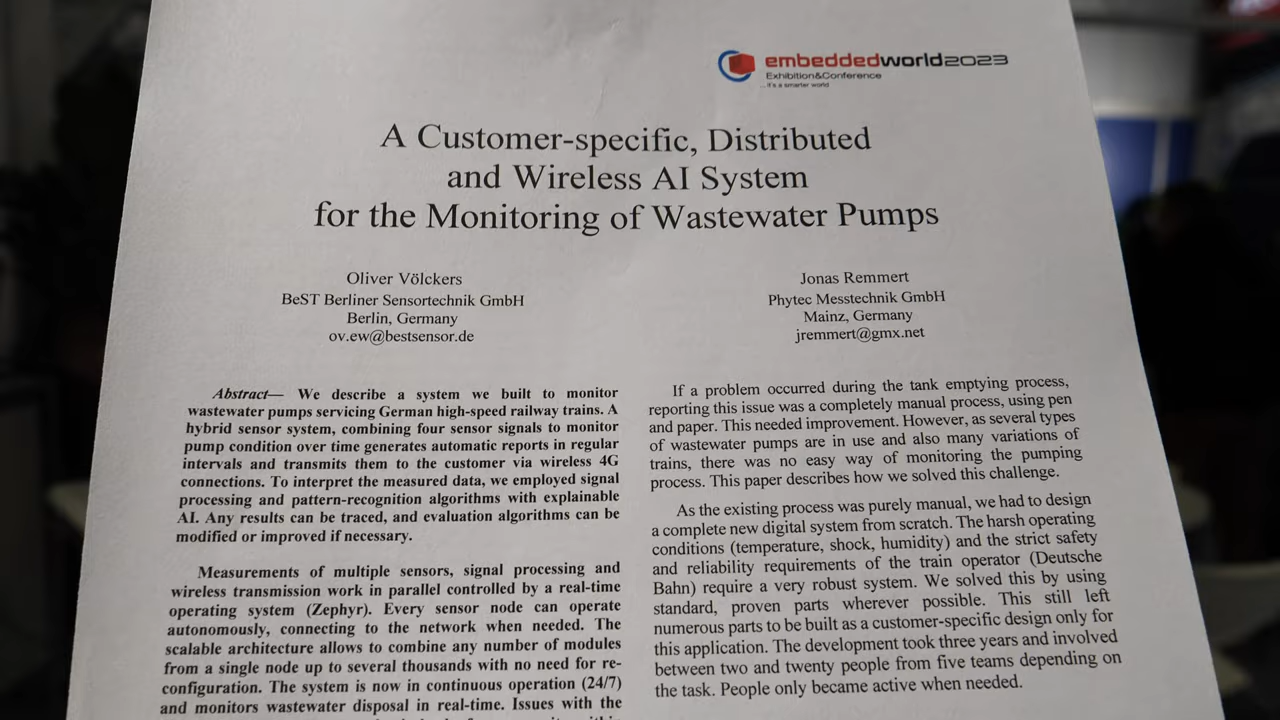 embeddedworld2023
Exhibition&Conference
...it's a smarter world
A Customer-specific, Distributed
and Wireless AI System
for the Monitoring of Wastewater Pumps
Oliver Völckers
BeST Berliner Sensortechnik GmbH
Berlin, Germany
ov.ew@bestsensor.de
Jonas Remmert
Phytec Messtechnik GmbH
Mainz, Germany
jremmert@gmx.net
Abstract— We describe a system we built to monitor
wastewater pumps servicing German high-speed railway trains. A
hybrid sensor system, combining four sensor signals to monitor
pump condition over time generates automatic reports in regular
intervals and transmits them to the customer via wireless 4G
connections. To interpret the measured data, we employed signal
processing and pattern-recognition algorithms with explainable
AI. Any results can be traced, and evaluation algorithms can be
modified or improved if necessary.
Measurements of multiple sensors, signal processing and
wireless transmission work in parallel controlled by a real-time
operating system (Zephyr). Every sensor node can operate
autonomously, connecting to the network when needed. The
scalable architecture allows to combine any number of modules
from a single node up to several thousands with no need for re-
configuration. The system is now in continuous operation (24/7)
and monitors wastewater disposal in real-time. Issues with the
If a problem occurred during the tank emptying process,
reporting this issue was a completely manual process, using pen
and paper. This needed improvement. However, as several types
of wastewater pumps are in use and also many variations of
trains, there was no easy way of monitoring the pumping
process. This paper describes how we solved this challenge.
As the existing process was purely manual, we had to design
a complete new digital system from scratch. The harsh operating
conditions (temperature, shock, humidity) and the strict safety
and reliability requirements of the train operator (Deutsche
Bahn) require a very robust system. We solved this by using
standard, proven parts wherever possible. This still left
numerous parts to be built as a customer-specific design only for
this application. The development took three years and involved
between two and twenty people from five teams depending on
the task. People only became active when needed.